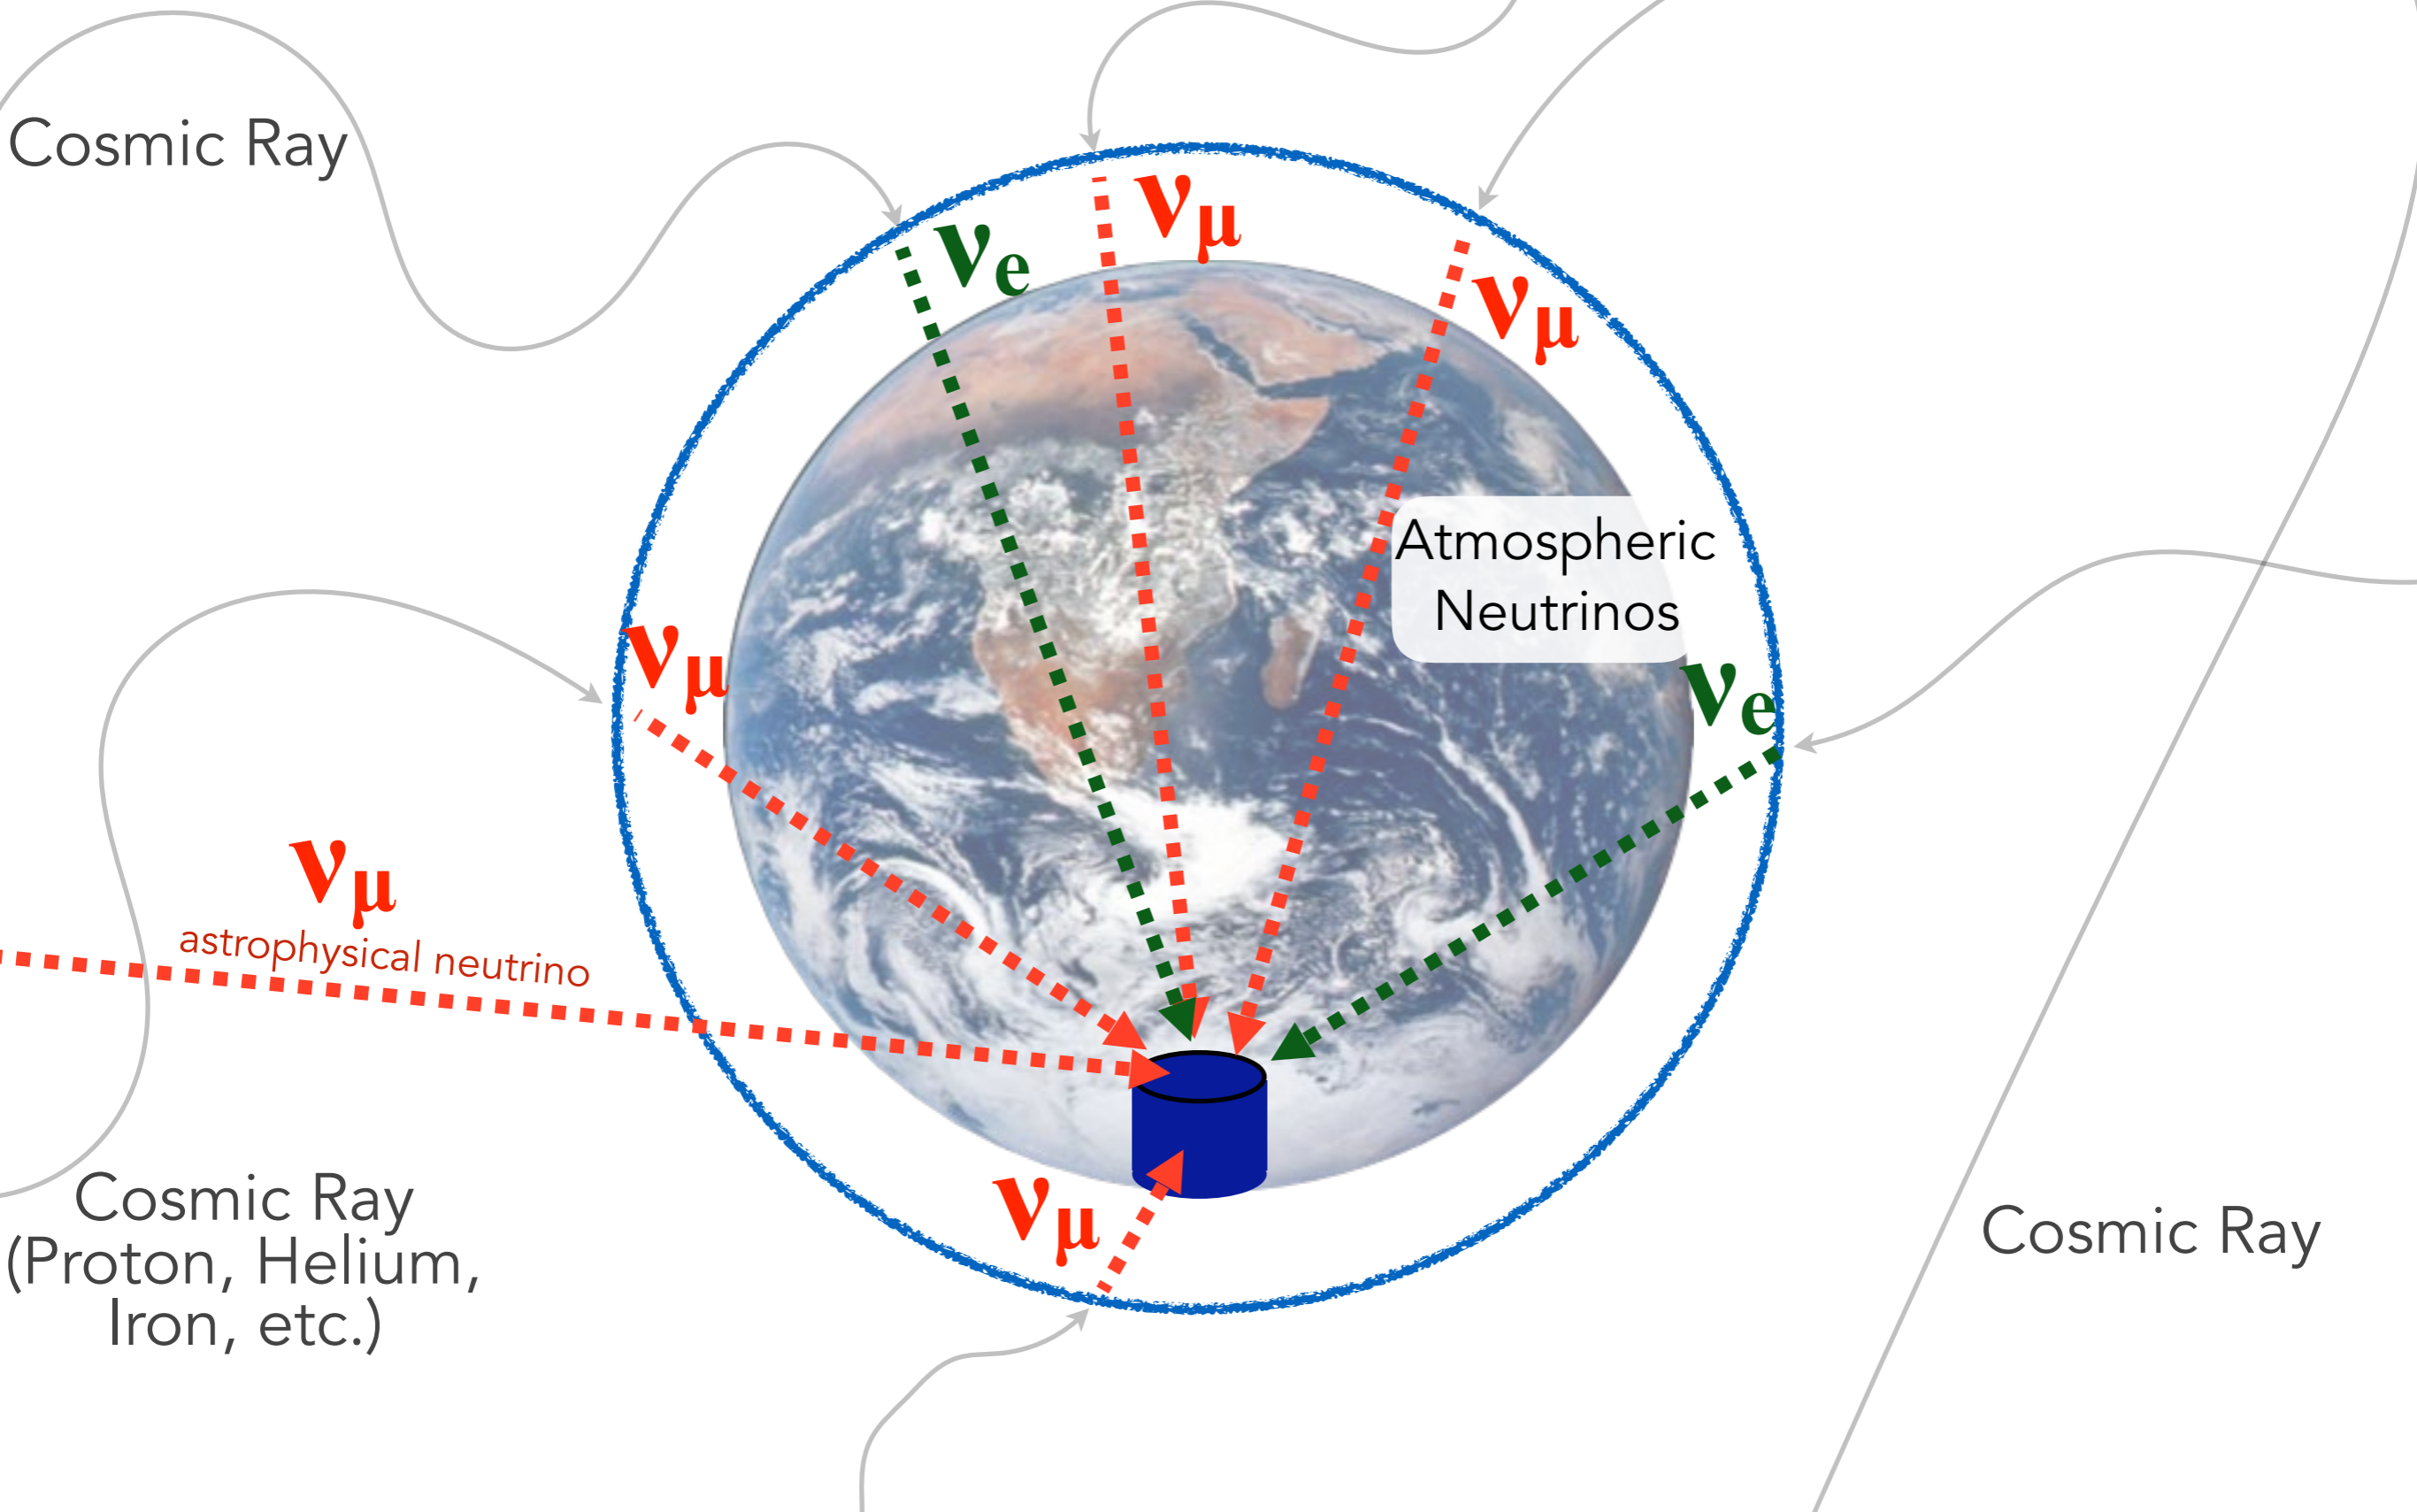 Cosmic Ray
νμ
νe
νμ
Atmospheric
Neutrinos
νμ
νe
νμ
astrophysical neutrino
Cosmic Ray
(Proton, Helium,
Iron, etc.)
νμ
Cosmic Ray